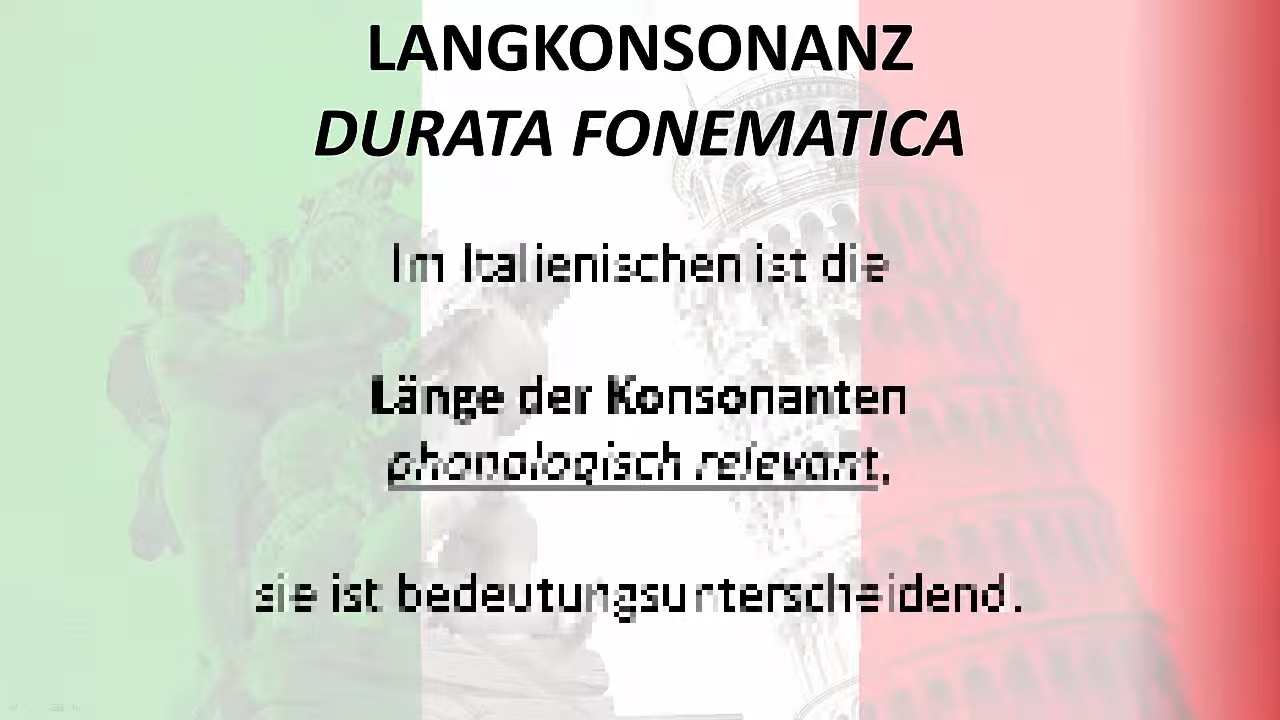 LANGKONSONANZ
DURATA FONEMATICA
Im Italienischen ist die
Länge der Konsonanten
phonologisch relevant,
sie ist bedeutungsunterscheidend.